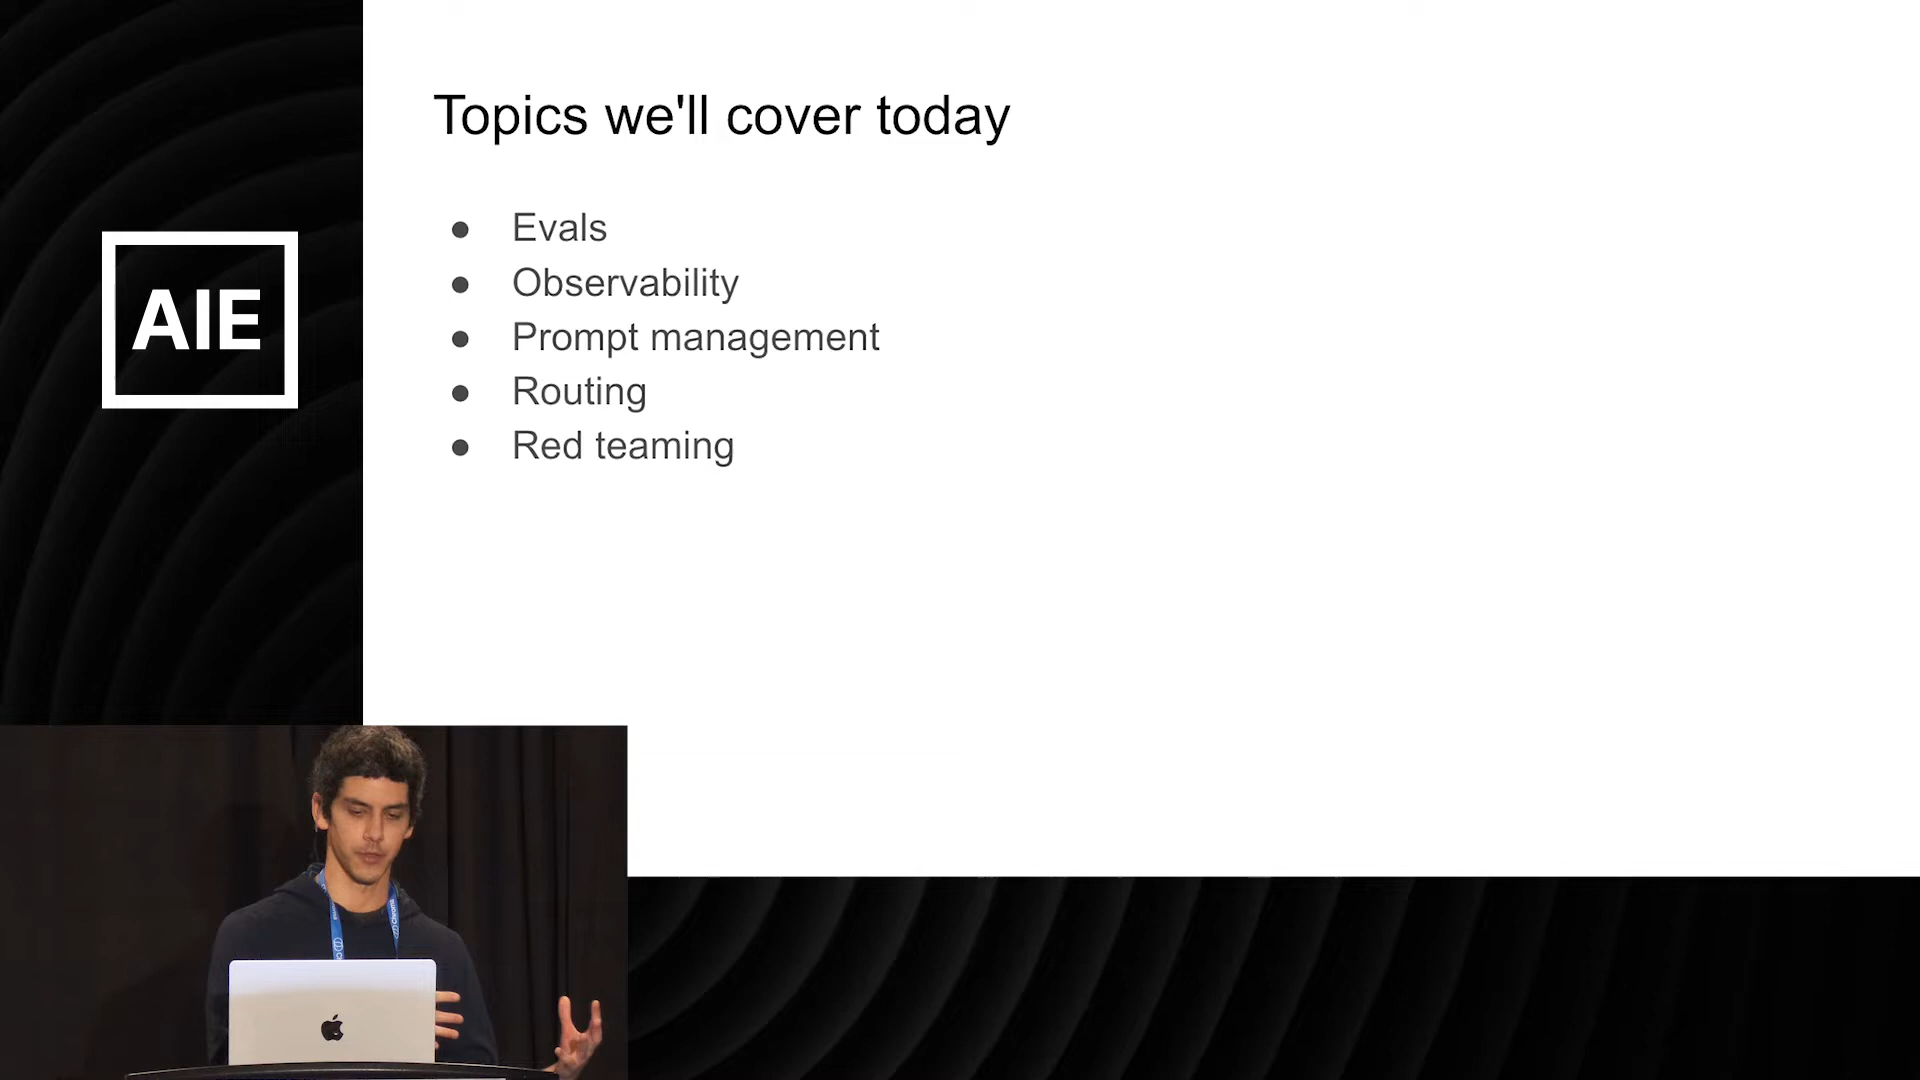 AIE
Topics we'll cover today
● Evals
● Observability
● Prompt management
● Routing
● Red teaming